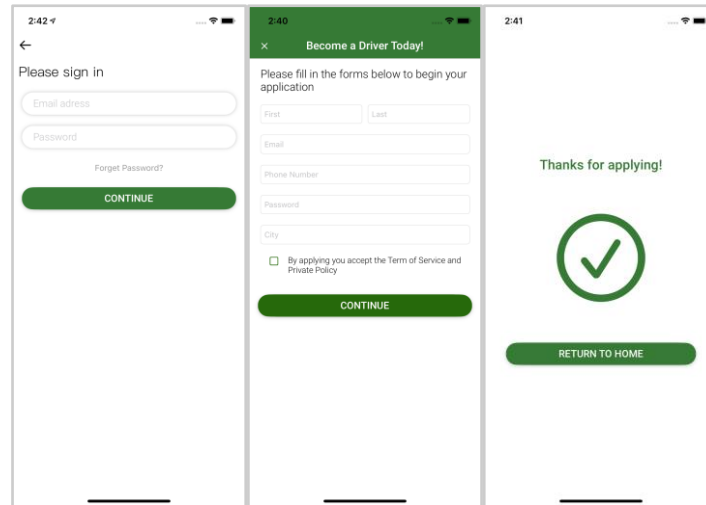 2:42
Please sign in
Email adress
Password
Forget Password?
CONTINUE
2:40
× Become a Driver Today!
Please fill in the forms below to begin your
application
First Last
Email
Phone Number
Password
City
By applying you accept the Term of Service and
Private Policy
CONTINUE
2:41
Thanks for applying!
RETURN TO HOME